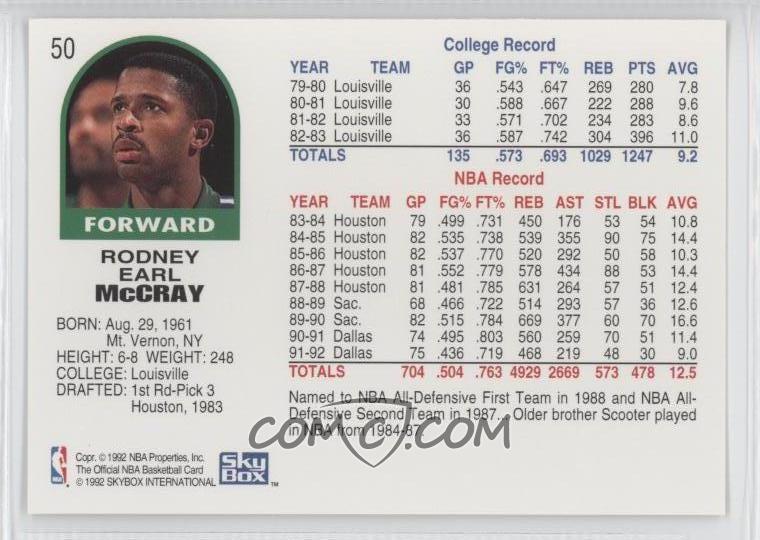 50
FORWARD
RODNEY
EARL
McCRAY
BORN: Aug. 29, 1961
Mt. Vernon, NY
HEIGHT: 6-8 WEIGHT: 248
COLLEGE: Louisville
DRAFTED: 1st Rd-Pick 3
Houston, 1983
College Record
YEAR TEAM GP FG% FT% REB PTS AVG
79-80 Louisville 36 .543 .647 269 280 7.8
80-81 Louisville 30 .588 .667 222 288 9.6
81-82 Louisville 33 .571 .702 234 283 8.6
82-83 Louisville 36 .587 .742 304 396 11.0
TOTALS 135 .573 .693 1029 1247 9.2
NBA Record
YEAR TEAM GP FG% FT% REB AST STL BLK AVG
83-84 Houston 79 .499 .731 450 176 53 54 10.8
84-85 Houston 82 .535 .738 539 355 90 75 14.4
85-86 Houston 82 .537 .770 520 292 50 58 10.3
86-87 Houston 81 .552 .779 578 434 88 53 14.4
87-88 Houston 81 .481 .785 631 264 57 51 12.4
88-89 Sac. 68 .466 .722 514 293 57 36 12.6
89-90 Sac. 82 .515 .784 669 377 60 70 16.6
90-91 Dallas 74 .495 .803 560 259 70 51 11.4
91-92 Dallas 75 .436 .719 468 219 48 30 9.0
TOTALS 704 .504 .763 4929 2669 573 478 12.5
Named to NBA All-Defensive First Team in 1988 and NBA All-
Defensive Second Team in 1987... Older brother Scooter played
in NBA from 1984-87.
COMC.COM
NBA
Copr. © 1992 NBA Properties, Inc.
The Official NBA Basketball Card
© 1992 SKYBOX INTERNATIONAL
SkyBox™